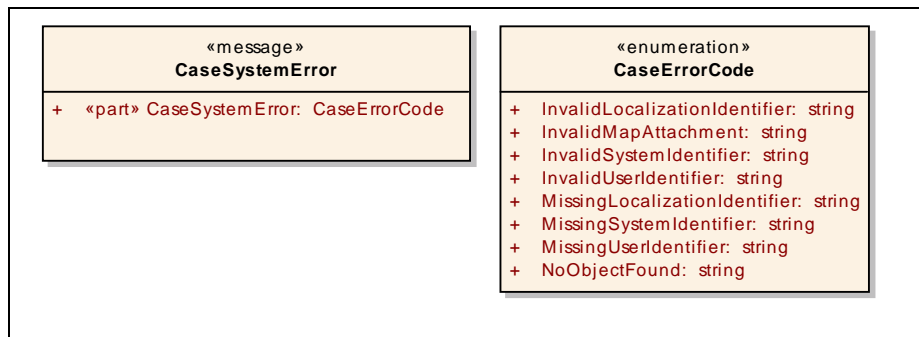 «message»
CaseSystemError
+ «part» CaseSystemError: CaseErrorCode
«enumeration»
CaseErrorCode
+ InvalidLocalizationIdentifier: string
+ InvalidMapAttachment: string
+ InvalidSystemIdentifier: string
+ InvalidUserIdentifier: string
+ MissingLocalizationIdentifier: string
+ MissingSystemIdentifier: string
+ MissingUserIdentifier: string
+ NoObjectFound: string